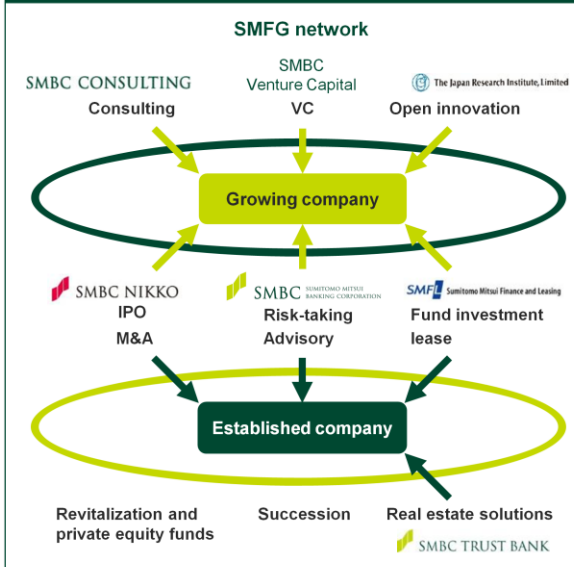 SMFG network
SMBC CONSULTING
Consulting
SMBC
Venture Capital
VC
The Japan Research Institute, Limited
Open innovation
Growing company
SMBC NIKKO
IPO
M&A
SMBC SUMITOMO MITSUI
BANKING CORPORATION
Risk-taking
Advisory
SMFL Sumitomo Mitsui Finance and Leasing
Fund investment
lease
Established company
Revitalization and
private equity funds
Succession
Real estate solutions
SMBC TRUST BANK